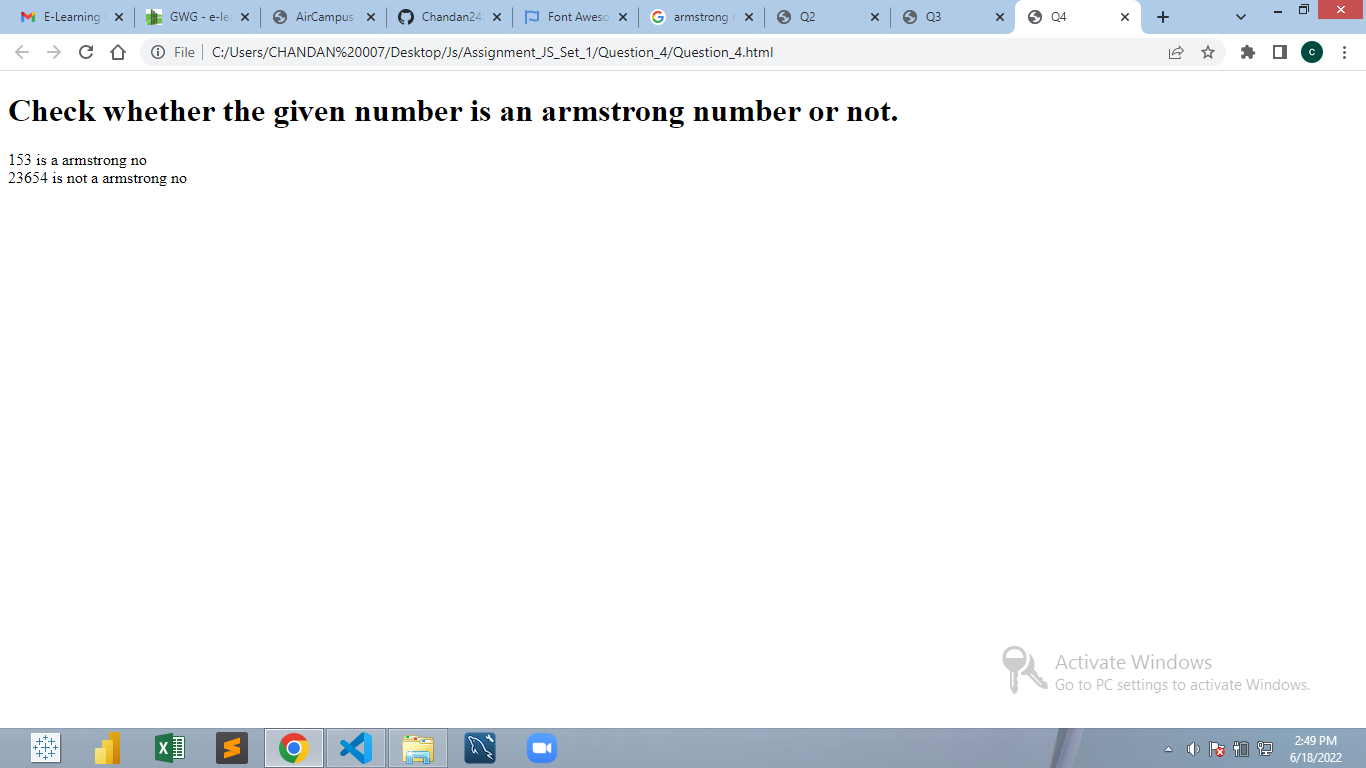 E-Learning
GWG - e-le
AirCampus
Chandan24
Font Aweso
armstrong
Q2
Q3
Q4
File
C:/Users/CHANDAN%20007/Desktop/Js/Assignment_JS_Set_1/Question_4/Question_4.html
C
Check whether the given number is an armstrong number or not.
153 is a armstrong no
23654 is not a armstrong no
Activate Windows
Go to PC settings to activate Windows.
2:49 PM
6/18/2022